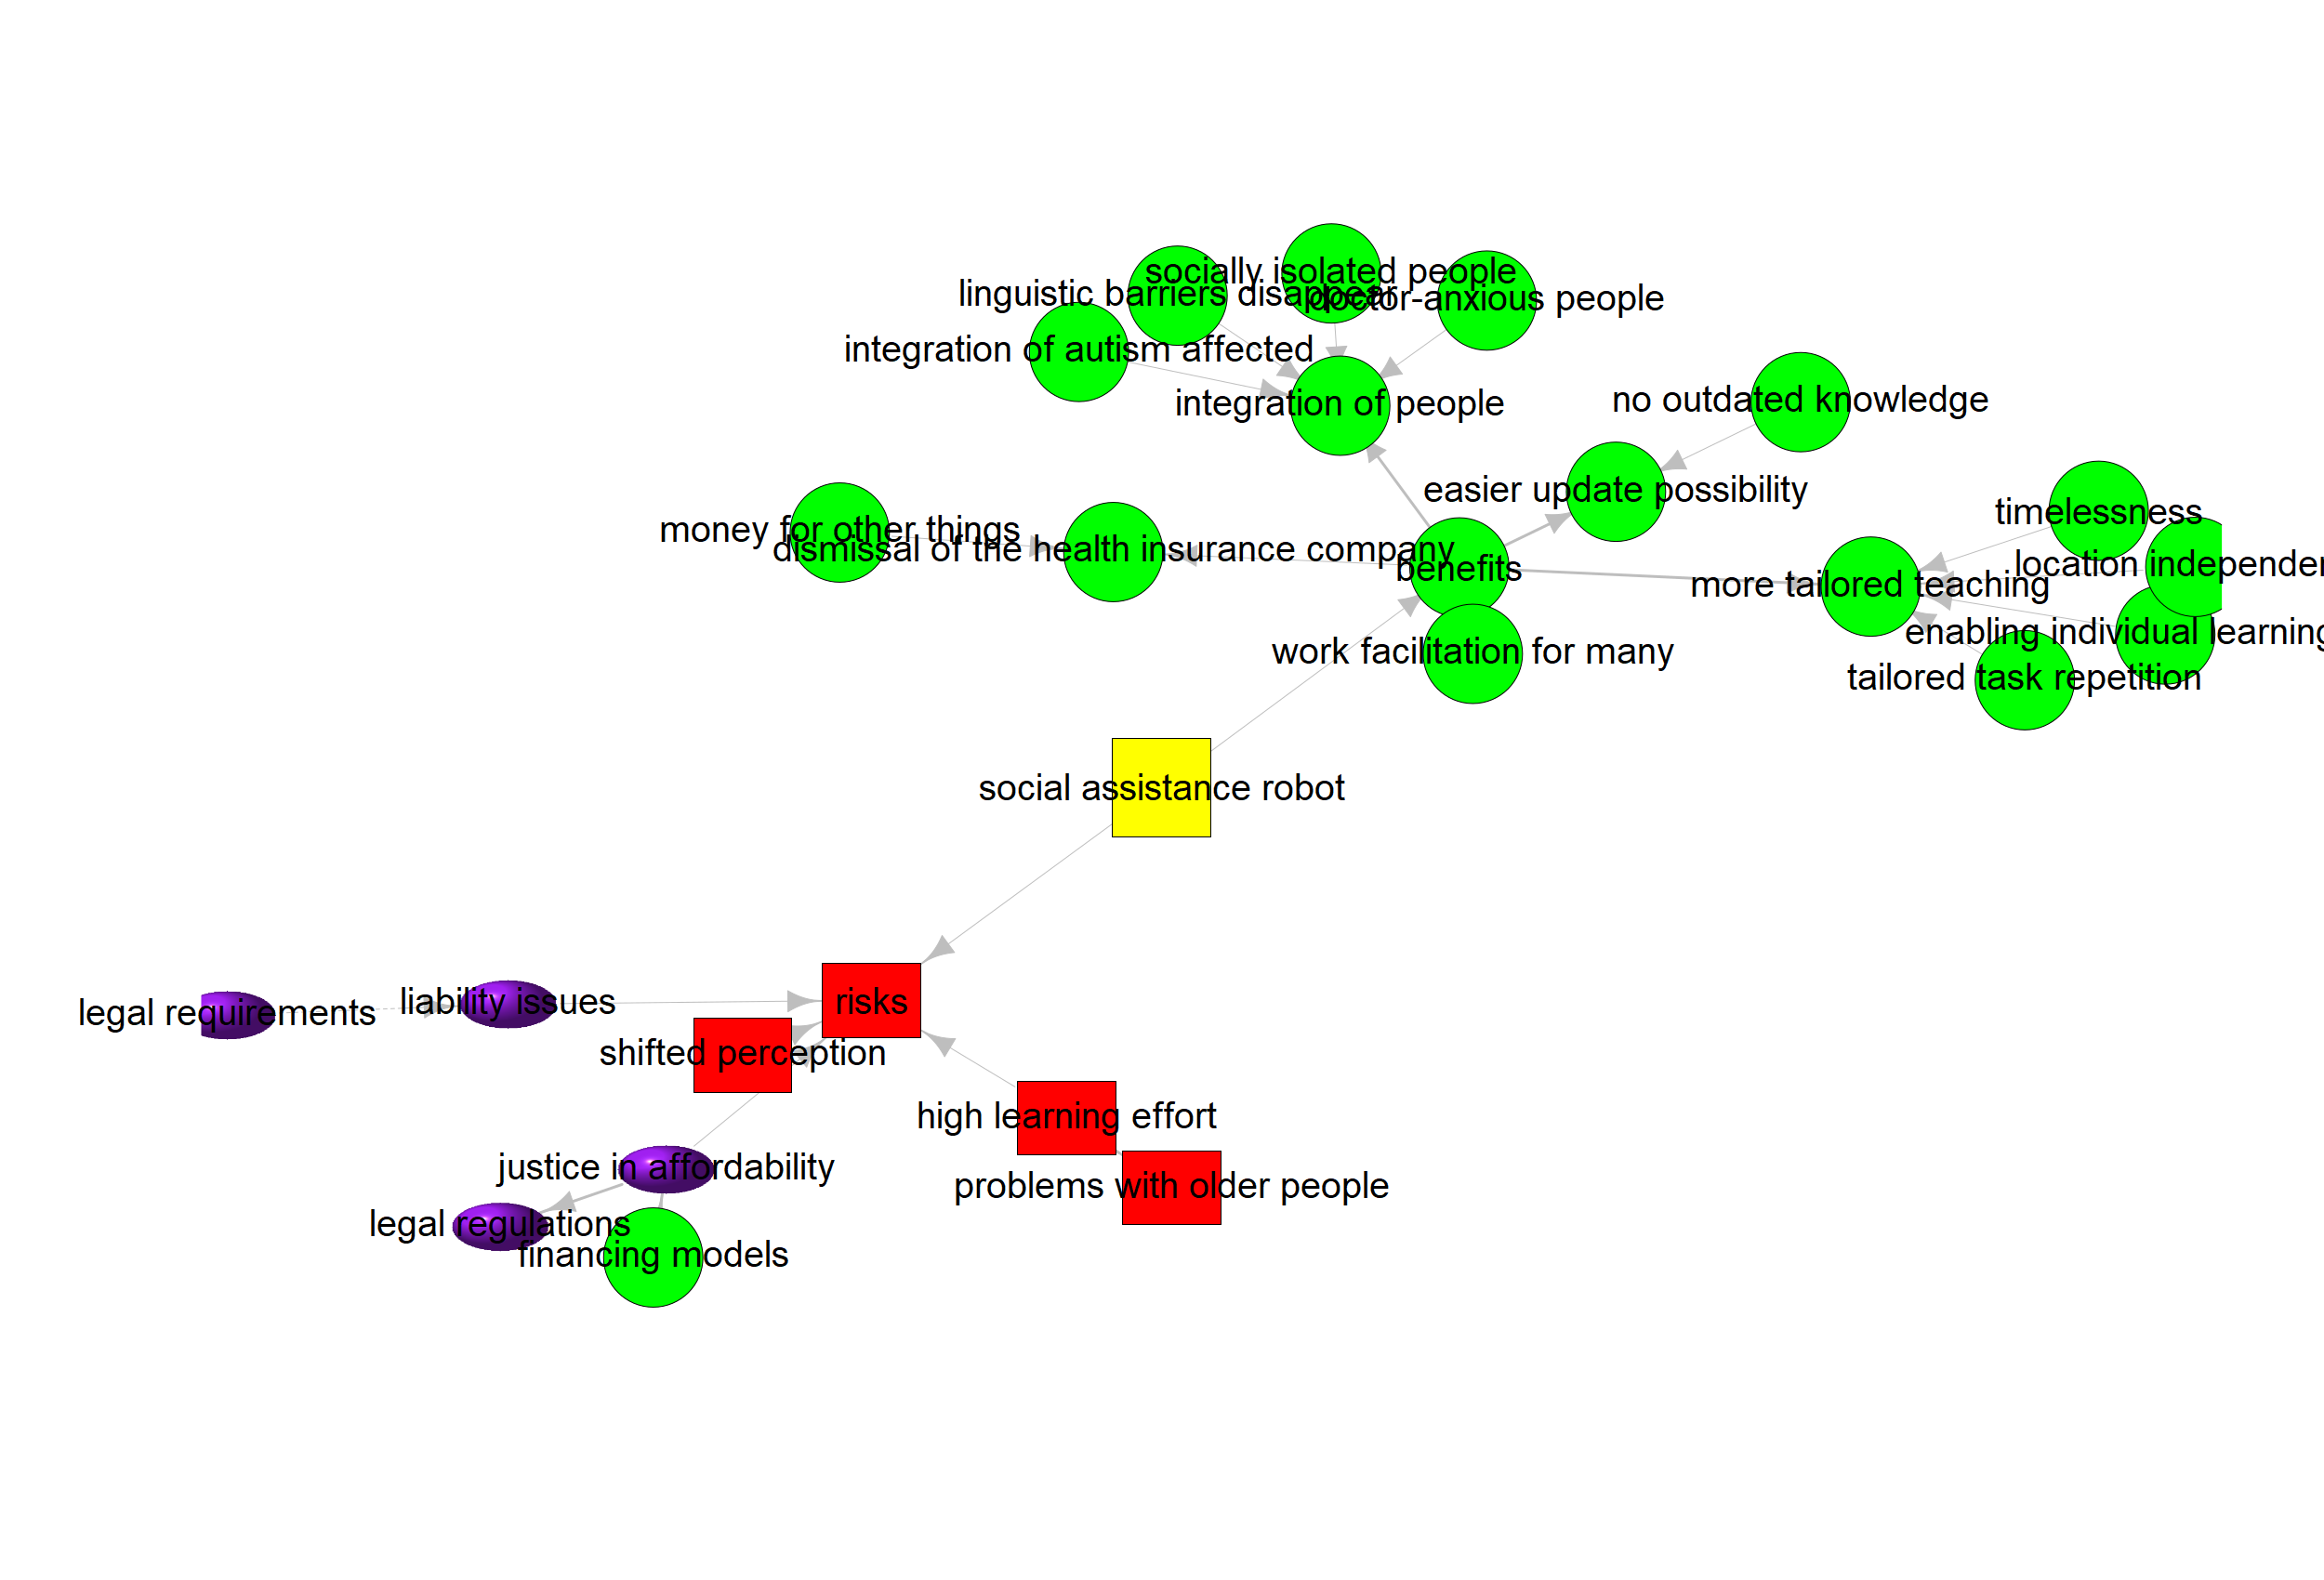 socially isolated people
linguistic barriers disappear
doctor-anxious people
integration of autism affected
integration of people
no outdated knowledge
easier update possibility
timelessness
money for other things
dismissal of the health insurance company
benefits
location independen
more tailored teaching
enabling individual learning
work facilitation for many
tailored task repetition
social assistance robot
legal requirements
liability issues
risks
shifted perception
high learning effort
justice in affordability
problems with older people
legal regulations
financing models